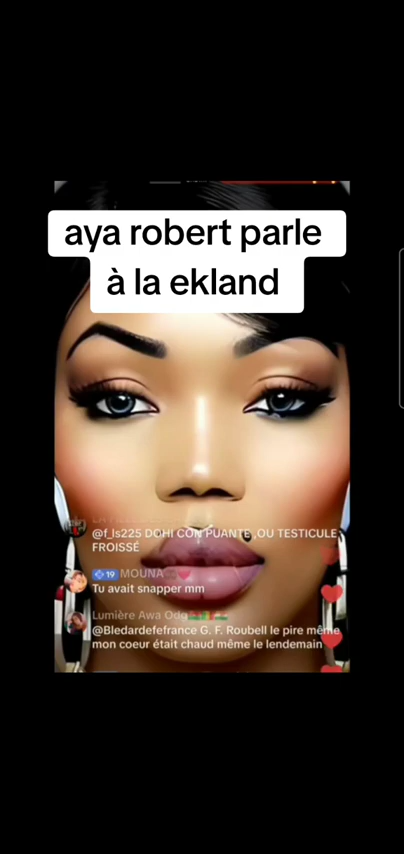 aya robert parle
à la ekland
@f_ls225 DOHI CON PUANTE ,OU TESTICULE
FROISSÉ
19 MOUNA
Tu avait snapper mm
Lumière Awa Odg
@Bledardefefrance G. F. Roubell le pire même
mon coeur était chaud même le lendemain